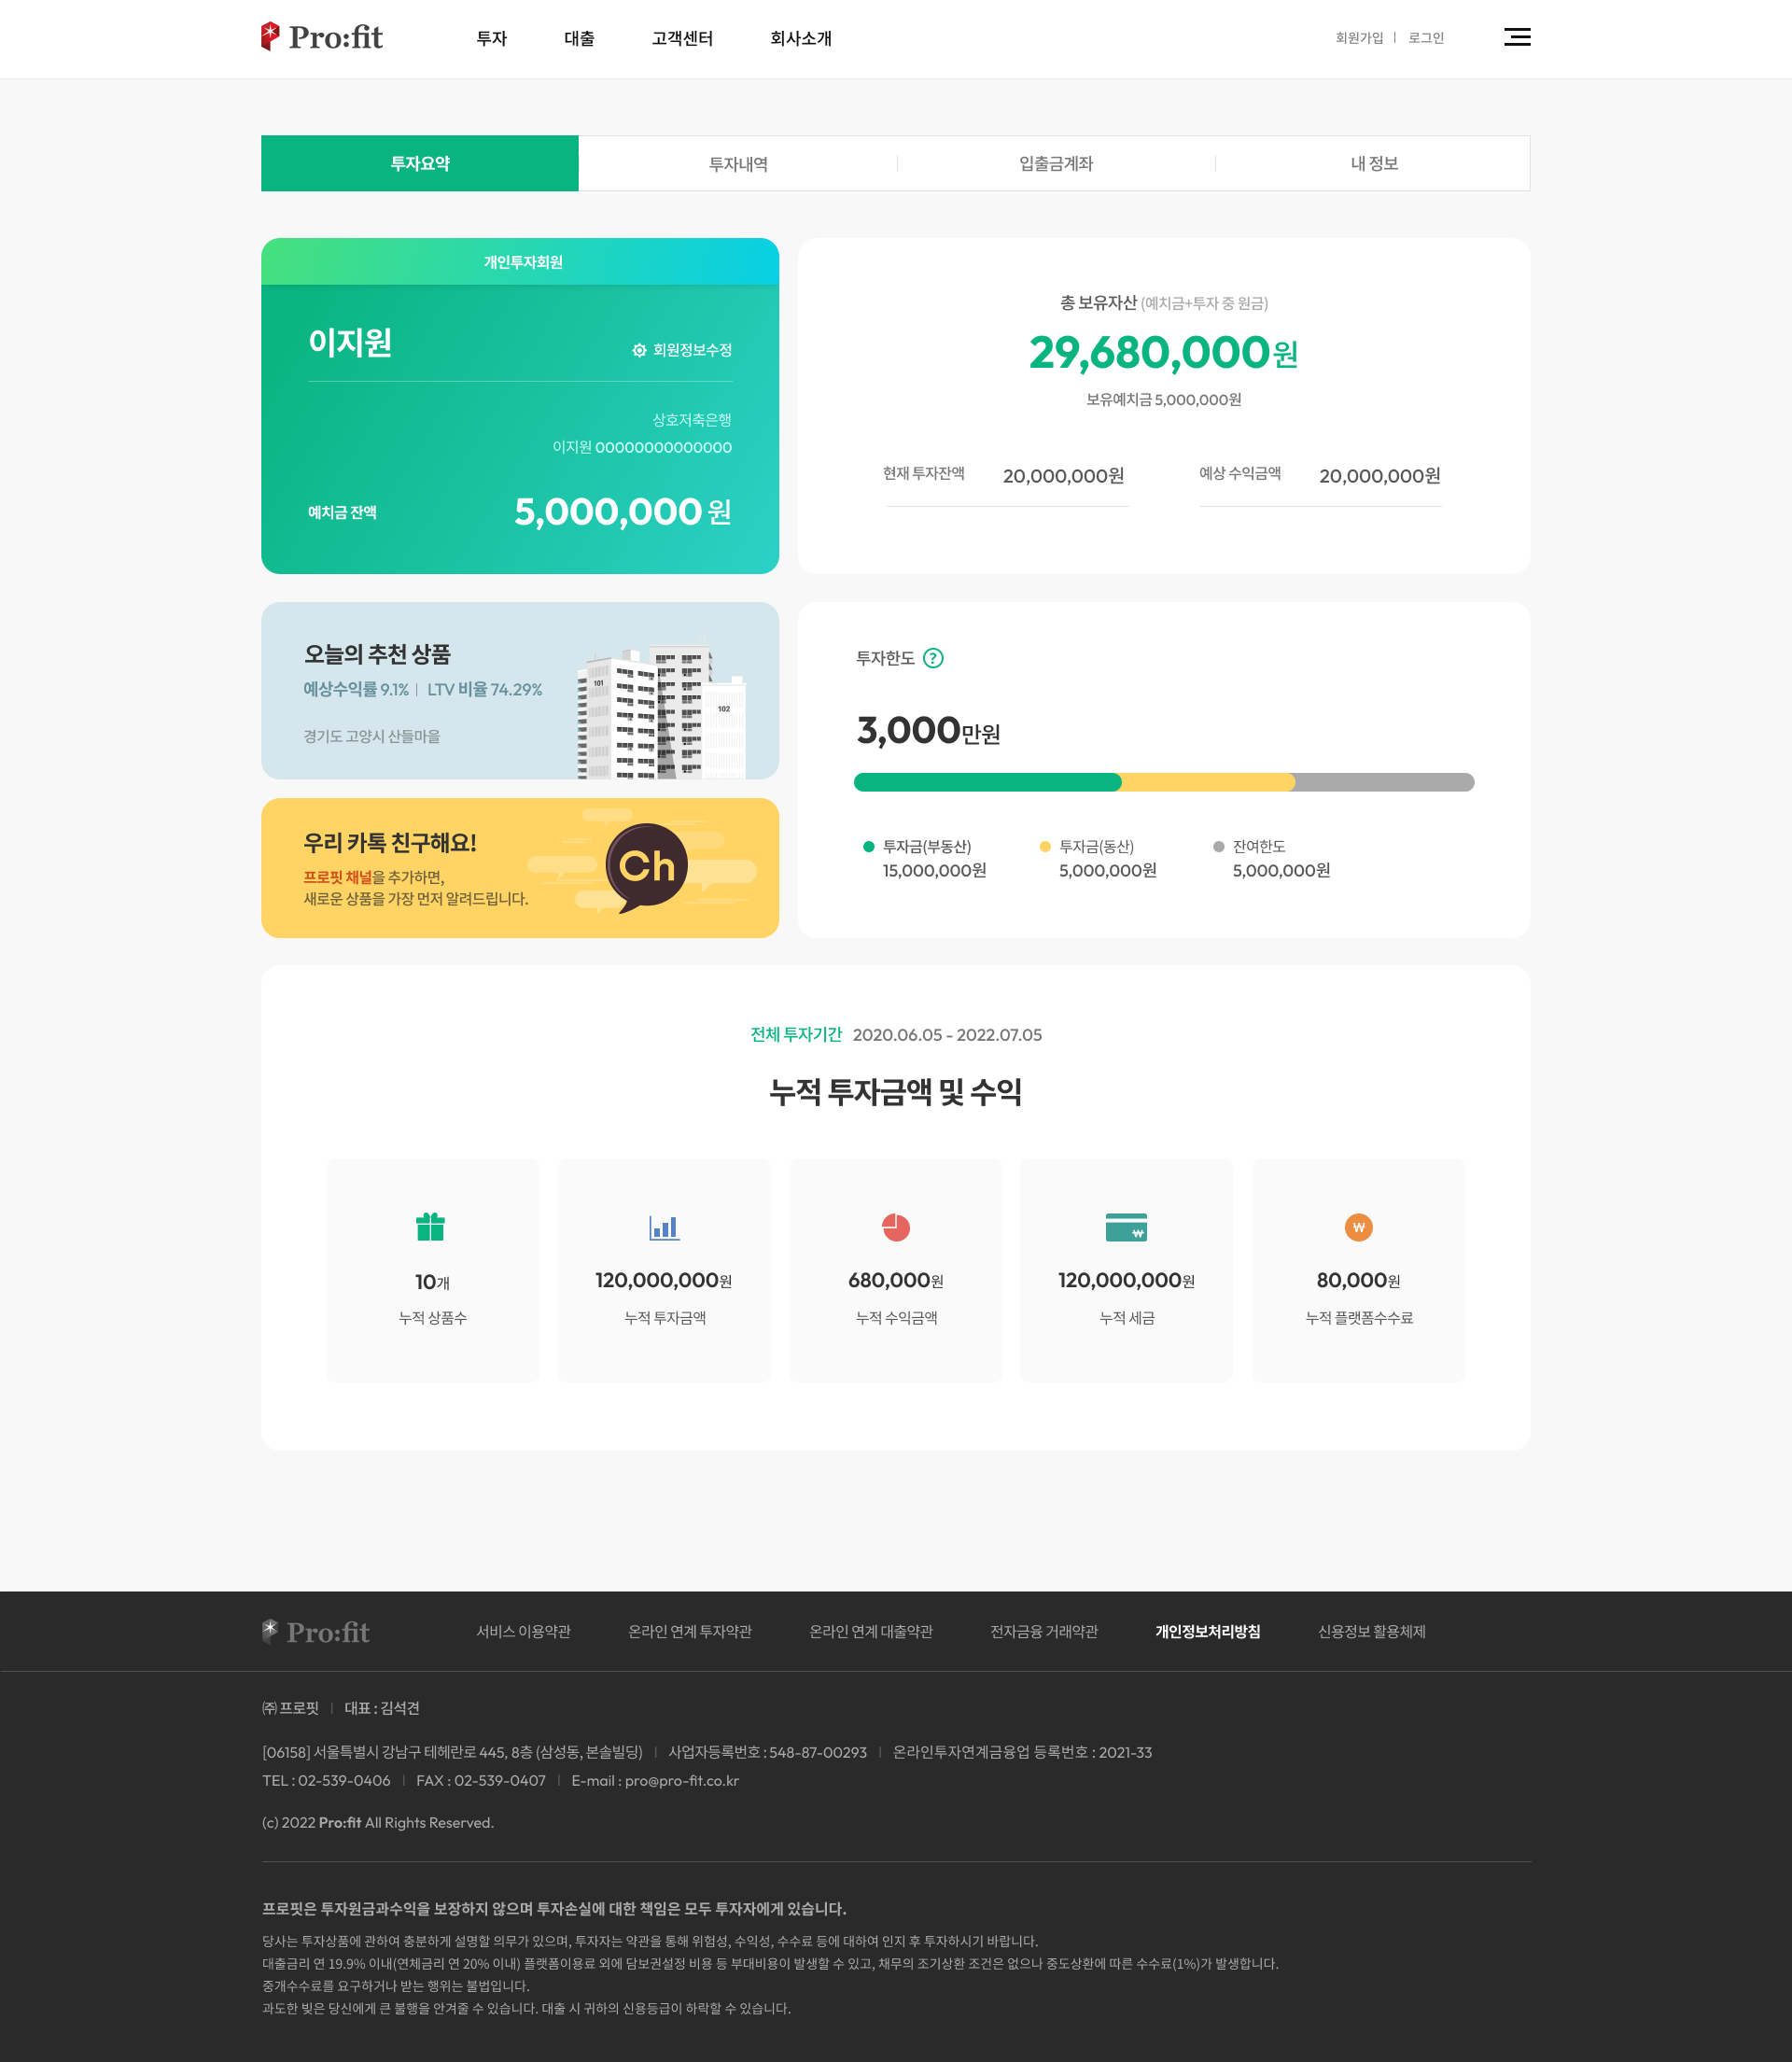 Pro:fit
투자 대출 고객센터 회사소개
회원가입 로그인
투자요약 투자내역 입출금계좌 내 정보
개인투자회원
이지원
회원정보수정
상호저축은행
이지원 00000000000000
예치금 잔액 5,000,000 원
총 보유자산 (예치금+투자 중 원금)
29,680,000원
보유예치금 5,000,000원
현재 투자잔액 20,000,000원 예상 수익금액 20,000,000원
오늘의 추천 상품
예상수익률 9.1% | LTV 비율 74.29%
경기도 고양시 산들마을
101
102
우리 카톡 친구해요!
프로핏 채널을 추가하면,
새로운 상품을 가장 먼저 알려드립니다.
Ch
투자한도 ?
3,000만원
투자금(부동산) 투자금(동산) 잔여한도
15,000,000원 5,000,000원 5,000,000원
전체 투자기간 2020.06.05 - 2022.07.05
누적 투자금액 및 수익
10개 120,000,000원 680,000원 120,000,000원 80,000원
누적 상품수 누적 투자금액 누적 수익금액 누적 세금 누적 플랫폼수수료
Pro:fit
서비스 이용약관 온라인 연계 투자약관 온라인 연계 대출약관 전자금융 거래약관 개인정보처리방침 신용정보 활용체제
㈜ 프로핏 | 대표 : 김석견
[06158] 서울특별시 강남구 테헤란로 445, 8층 (삼성동, 본솔빌딩) | 사업자등록번호 : 548-87-00293 | 온라인투자연계금융업 등록번호 : 2021-33
TEL : 02-539-0406 | FAX : 02-539-0407 | E-mail : pro@pro-fit.co.kr
(c) 2022 Pro:fit All Rights Reserved.
프로핏은 투자원금과수익을 보장하지 않으며 투자손실에 대한 책임은 모두 투자자에게 있습니다.
당사는 투자상품에 관하여 충분하게 설명할 의무가 있으며, 투자자는 약관을 통해 위험성, 수익성, 수수료 등에 대하여 인지 후 투자하시기 바랍니다.
대출금리 연 19.9% 이내(연체금리 연 20% 이내) 플랫폼이용료 외에 담보권설정 비용 등 부대비용이 발생할 수 있고, 채무의 조기상환 조건은 없으나 중도상환에 따른 수수료(1%)가 발생합니다.
중개수수료를 요구하거나 받는 행위는 불법입니다.
과도한 빚은 당신에게 큰 불행을 안겨줄 수 있습니다. 대출 시 귀하의 신용등급이 하락할 수 있습니다.